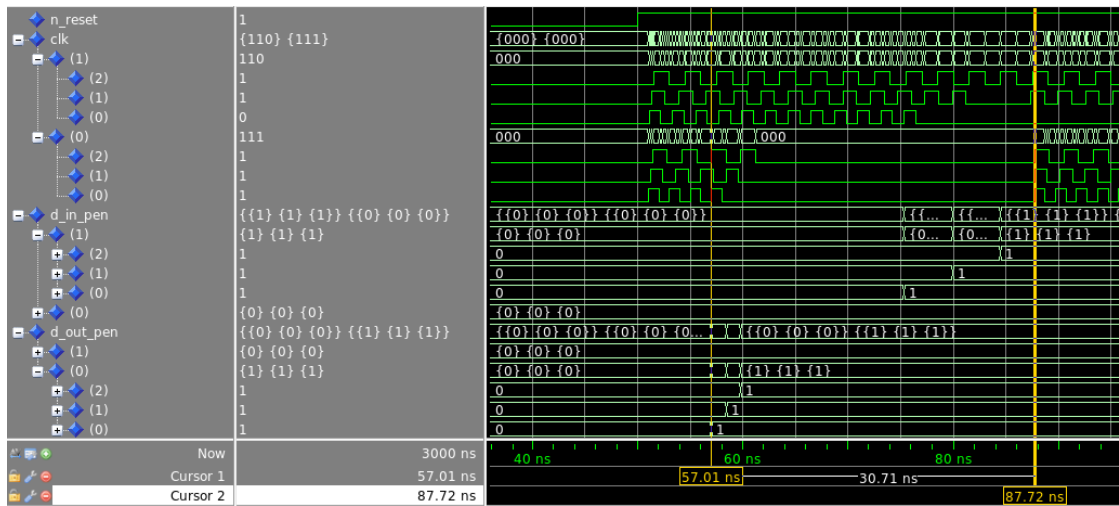 n_reset 1
clk {110} {111} {000} {000}
(1) 110 000
(2) 1
(1) 1
(0) 0
(0) 111 000 000
(2) 1
(1) 1
(0) 1
d_in_pen {{1} {1} {1}} {{0} {0} {0}} {{0} {0} {0}} {{0} {0} {0}} {{... {{... {{1} {1} {1}} {
(1) {1} {1} {1} {0} {0} {0} {0... {0... {1} {1} {1}
(2) 1 0 1
(1) 1 0 1
(0) 1 0 1
(0) {0} {0} {0} {0} {0} {0}
d_out_pen {{0} {0} {0}} {{1} {1} {1}} {{0} {0} {0}} {{0} {0} {0... {{0} {0} {0}} {{1} {1} {1}}
(1) {0} {0} {0} {0} {0} {0}
(0) {1} {1} {1} {0} {0} {0} {1} {1} {1}
(2) 1 0 1
(1) 1 0 1
(0) 1 0 1
Now 3000 ns 40 ns 60 ns 80 ns
Cursor 1 57.01 ns 57.01 ns 30.71 ns
Cursor 2 87.72 ns 87.72 ns